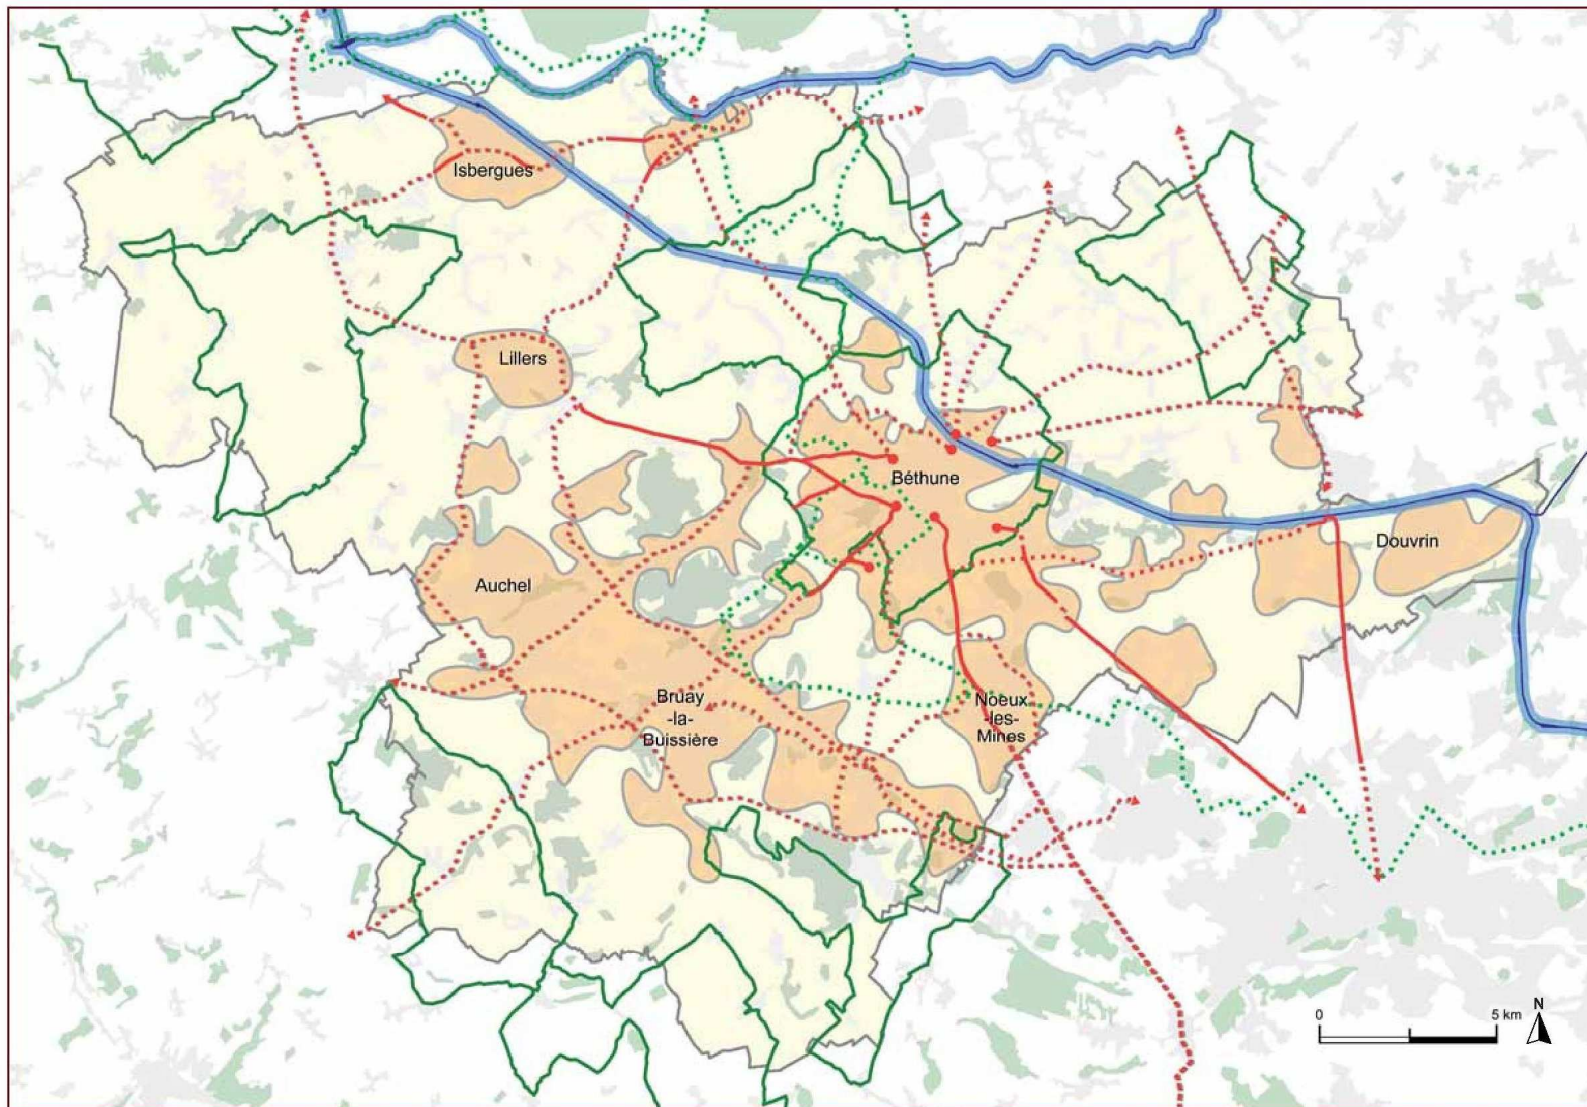 Isbergues
Lillers
Béthune
Douvrin
Auchel
Bruay
-la-
Buissière
Noeux
-les-
Mines
0
5 km
N